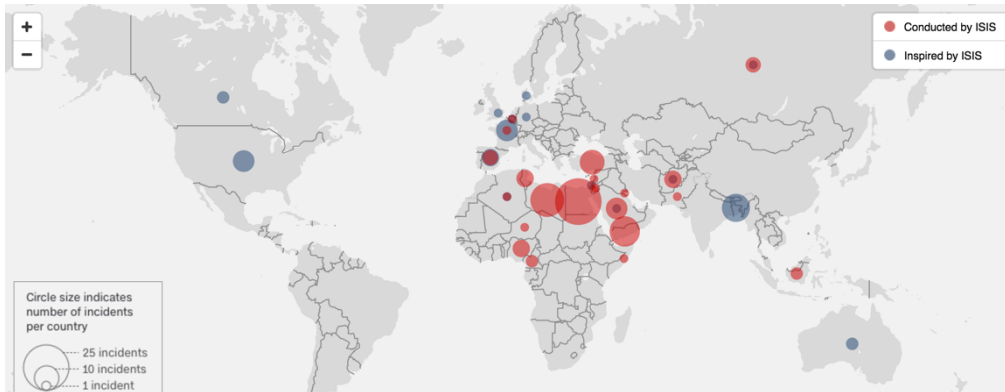 +
−
Conducted by ISIS
Inspired by ISIS
Circle size indicates
number of incidents
per country
25 incidents
10 incidents
1 incident